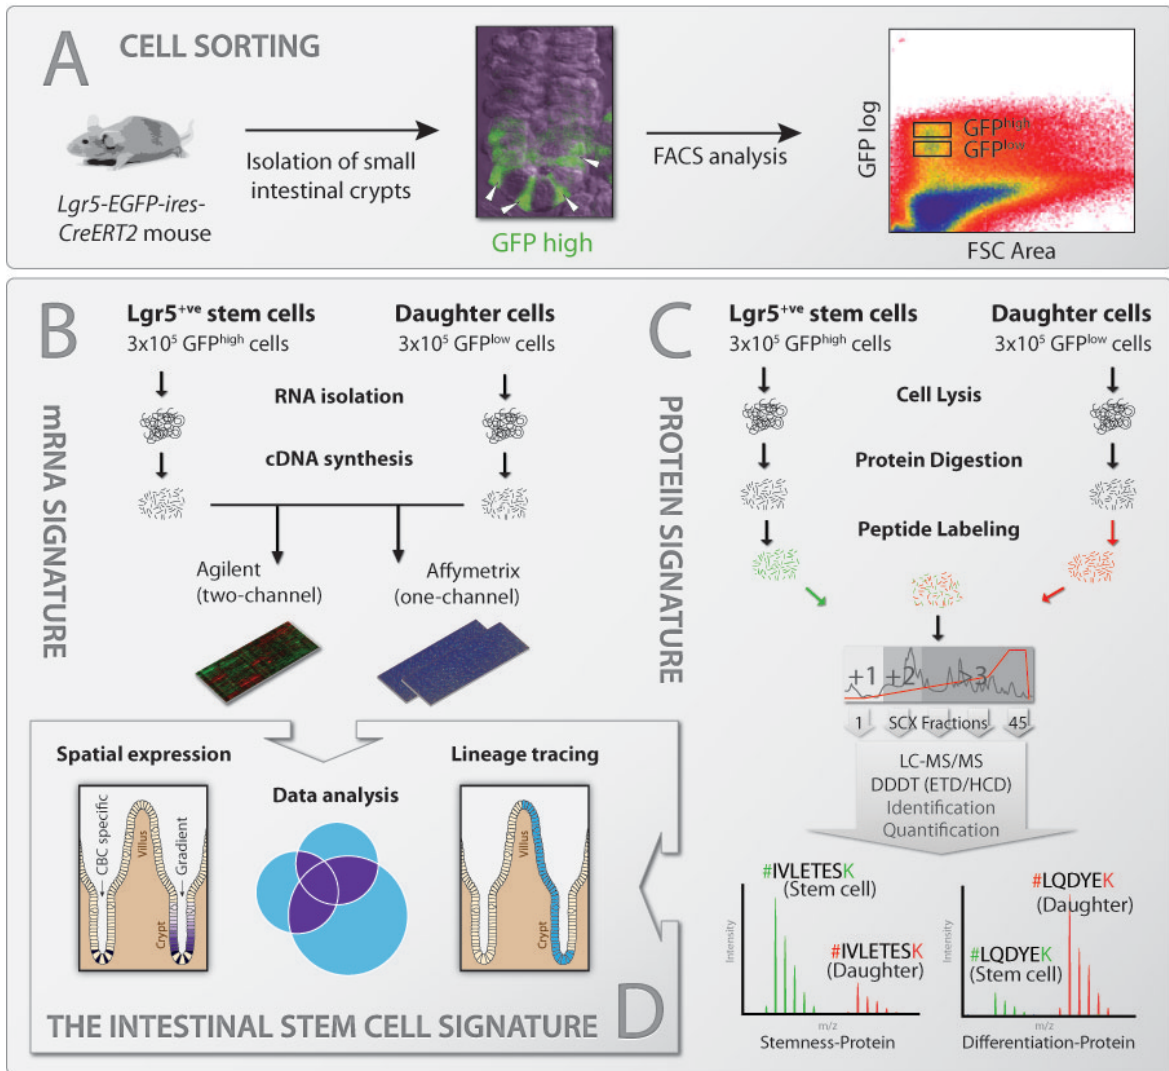 A CELL SORTING
Lgr5-EGFP-ires-
CreERT2 mouse
Isolation of small
intestinal crypts
GFP high
FACS analysis
GFP log
GFPhigh
GFPlow
FSC Area
B
mRNA SIGNATURE
Lgr5+ve stem cells
3x10⁵ GFPhigh cells
Daughter cells
3x10⁵ GFPlow cells
RNA isolation
cDNA synthesis
Agilent
(two-channel)
Affymetrix
(one-channel)
C
PROTEIN SIGNATURE
Lgr5+ve stem cells
3x10⁵ GFPhigh cells
Daughter cells
3x10⁵ GFPlow cells
Cell Lysis
Protein Digestion
Peptide Labeling
+1 +2 >3
1 SCX Fractions 45
LC-MS/MS
DDDT (ETD/HCD)
Identification
Quantification
#IVLETESK
(Stem cell)
#IVLETESK
(Daughter)
Intensity
m/z
Stemness-Protein
#LQDYEK
(Daughter)
#LQDYEK
(Stem cell)
Intensity
m/z
Differentiation-Protein
Spatial expression
CBC specific
Villus
Gradient
Crypt
Data analysis
Lineage tracing
Villus
Crypt
THE INTESTINAL STEM CELL SIGNATURE D